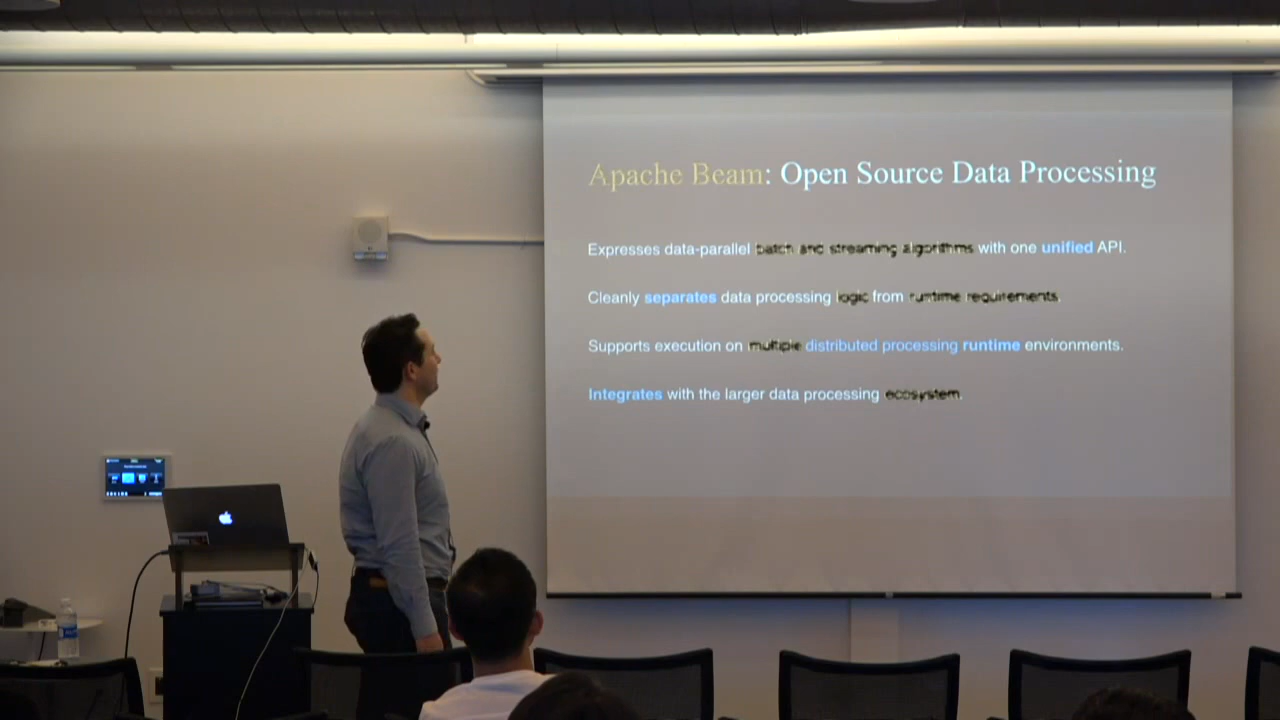 Apache Beam: Open Source Data Processing
Expresses data-parallel batch and streaming algorithms with one unified API.
Cleanly separates data processing logic from runtime requirements.
Supports execution on multiple distributed processing runtime environments.
Integrates with the larger data processing ecosystem.